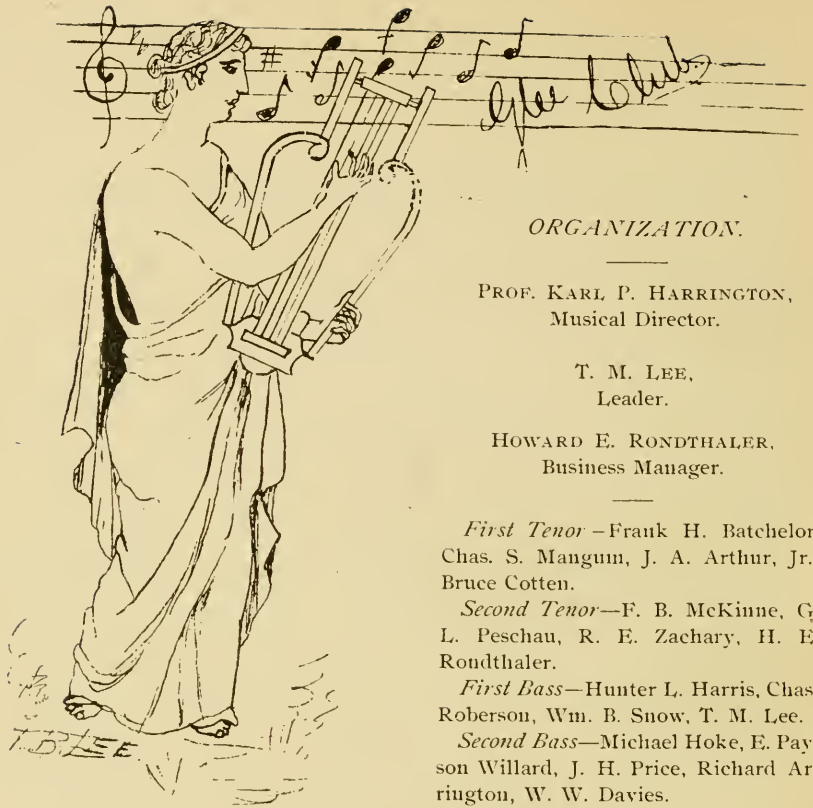 Glee Club
ORGANIZATION.
PROF. KARL P. HARRINGTON,
Musical Director.
T. M. LEE,
Leader.
HOWARD E. RONDTHALER,
Business Manager.
First Tenor—Frank H. Batchelor
Chas. S. Mangum, J. A. Arthur, Jr.
Bruce Cotten.
Second Tenor—F. B. McKinne, G.
L. Peschau, R. E. Zachary, H. E
Rondthaler.
First Bass—Hunter L. Harris, Chas
Roberson, Wm. B. Snow, T. M. Lee.
Second Bass—Michael Hoke, E. Pay
son Willard, J. H. Price, Richard Ar
rington, W. W. Davies.
T. B. LEE